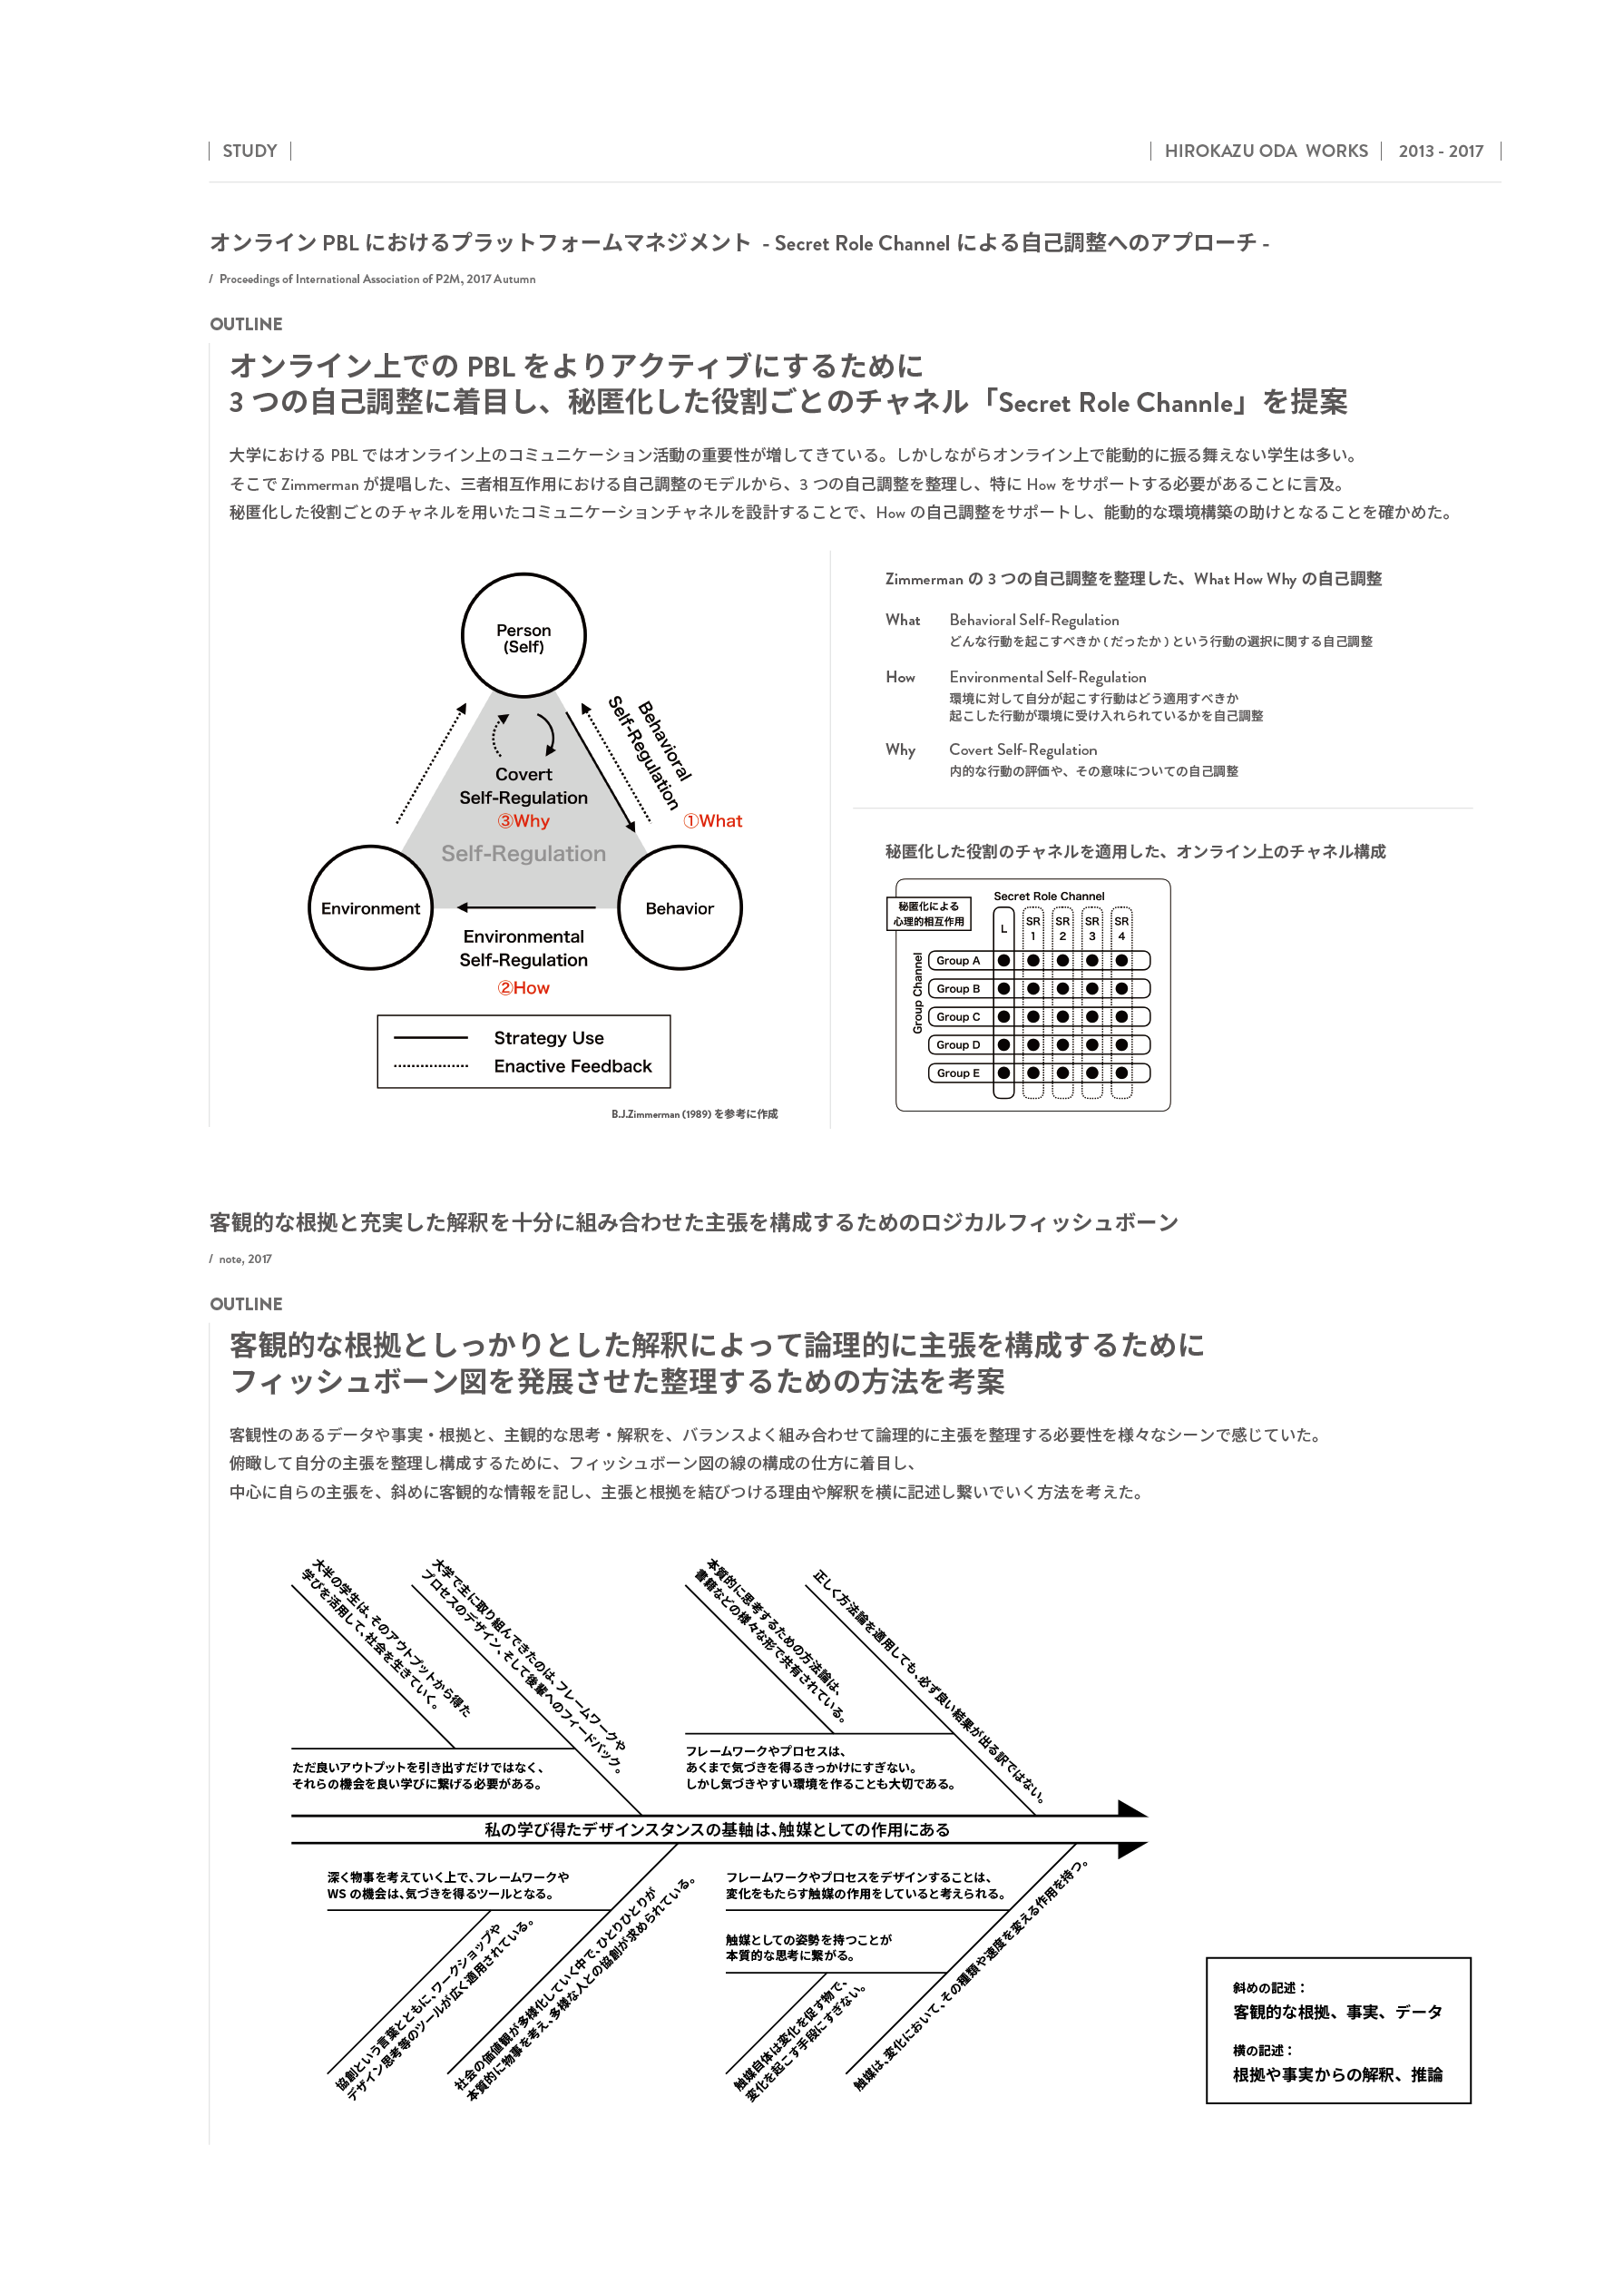 STUDY
HIROKAZU ODA WORKS 2013 - 2017
オンライン PBL におけるプラットフォームマネジメント - Secret Role Channel による自己調整へのアプローチ -
/ Proceedings of International Association of P2M, 2017 Autumn
OUTLINE
オンライン上での PBL をよりアクティブにするために
3 つの自己調整に着目し、秘匿化した役割ごとのチャネル「Secret Role Channle」を提案
大学における PBL ではオンライン上のコミュニケーション活動の重要性が増してきている。しかしながらオンライン上で能動的に振る舞えない学生は多い。
そこで Zimmerman が提唱した、三者相互作用における自己調整のモデルから、3 つの自己調整を整理し、特に How をサポートする必要があることに言及。
秘匿化した役割ごとのチャネルを用いたコミュニケーションチャネルを設計することで、How の自己調整をサポートし、能動的な環境構築の助けとなることを確かめた。
Person
(Self)
Behavioral
Self-Regulation
Covert
Self-Regulation
③Why
①What
Self-Regulation
Environment
Behavior
Environmental
Self-Regulation
②How
Strategy Use
Enactive Feedback
B.J.Zimmerman (1989) を参考に作成
Zimmerman の 3 つの自己調整を整理した、What How Why の自己調整
What Behavioral Self-Regulation
どんな行動を起こすべきか ( だったか ) という行動の選択に関する自己調整
How Environmental Self-Regulation
環境に対して自分が起こす行動はどう適用すべきか
起こした行動が環境に受け入れられているかを自己調整
Why Covert Self-Regulation
内的な行動の評価や、その意味についての自己調整
秘匿化した役割のチャネルを適用した、オンライン上のチャネル構成
秘匿化による
心理的相互作用
Secret Role Channel
L SR 1 SR 2 SR 3 SR 4
Group Channel
Group A
Group B
Group C
Group D
Group E
客観的な根拠と充実した解釈を十分に組み合わせた主張を構成するためのロジカルフィッシュボーン
/ note, 2017
OUTLINE
客観的な根拠としっかりとした解釈によって論理的に主張を構成するために
フィッシュボーン図を発展させた整理するための方法を考案
客観性のあるデータや事実・根拠と、主観的な思考・解釈を、バランスよく組み合わせて論理的に主張を整理する必要性を様々なシーンで感じていた。
俯瞰して自分の主張を整理し構成するために、フィッシュボーン図の線の構成の仕方に着目し、
中心に自らの主張を、斜めに客観的な情報を記し、主張と根拠を結びつける理由や解釈を横に記述し繋いでいく方法を考えた。
大半の学生は、そのアウトプットから得た
学びを活用して、社会を生きていく。
大学で主に取り組んできたのは、フレームワークや
プロセスのデザイン、そして後輩へのフィードバック。
本質的に思考するための方法論は、
書籍などの様々な形で共有されている。
正しく方法論を適用しても、必ず良い結果が出る訳ではない。
ただ良いアウトプットを引き出すだけではなく、
それらの機会を良い学びに繋げる必要がある。
フレームワークやプロセスは、
あくまで気づきを得るきっかけにすぎない。
しかし気づきやすい環境を作ることも大切である。
私の学び得たデザインスタンスの基軸は、触媒としての作用にある
深く物事を考えていく上で、フレームワークや
WS の機会は、気づきを得るツールとなる。
フレームワークやプロセスをデザインすることは、
変化をもたらす触媒の作用をしていると考えられる。
触媒としての姿勢を持つことが
本質的な思考に繋がる。
協創という言葉とともに、ワークショップや
デザイン思考等のツールが広く適用されている。
社会の価値観が多様化していく中で、ひとりひとりが
本質的に物事を考え、多様な人との協創が求められている。
触媒自体は変化を促す物で、
変化を起こす手段にすぎない。
触媒は、変化において、その種類や速度を変える作用を持つ。
斜めの記述：
客観的な根拠、事実、データ
横の記述：
根拠や事実からの解釈、推論